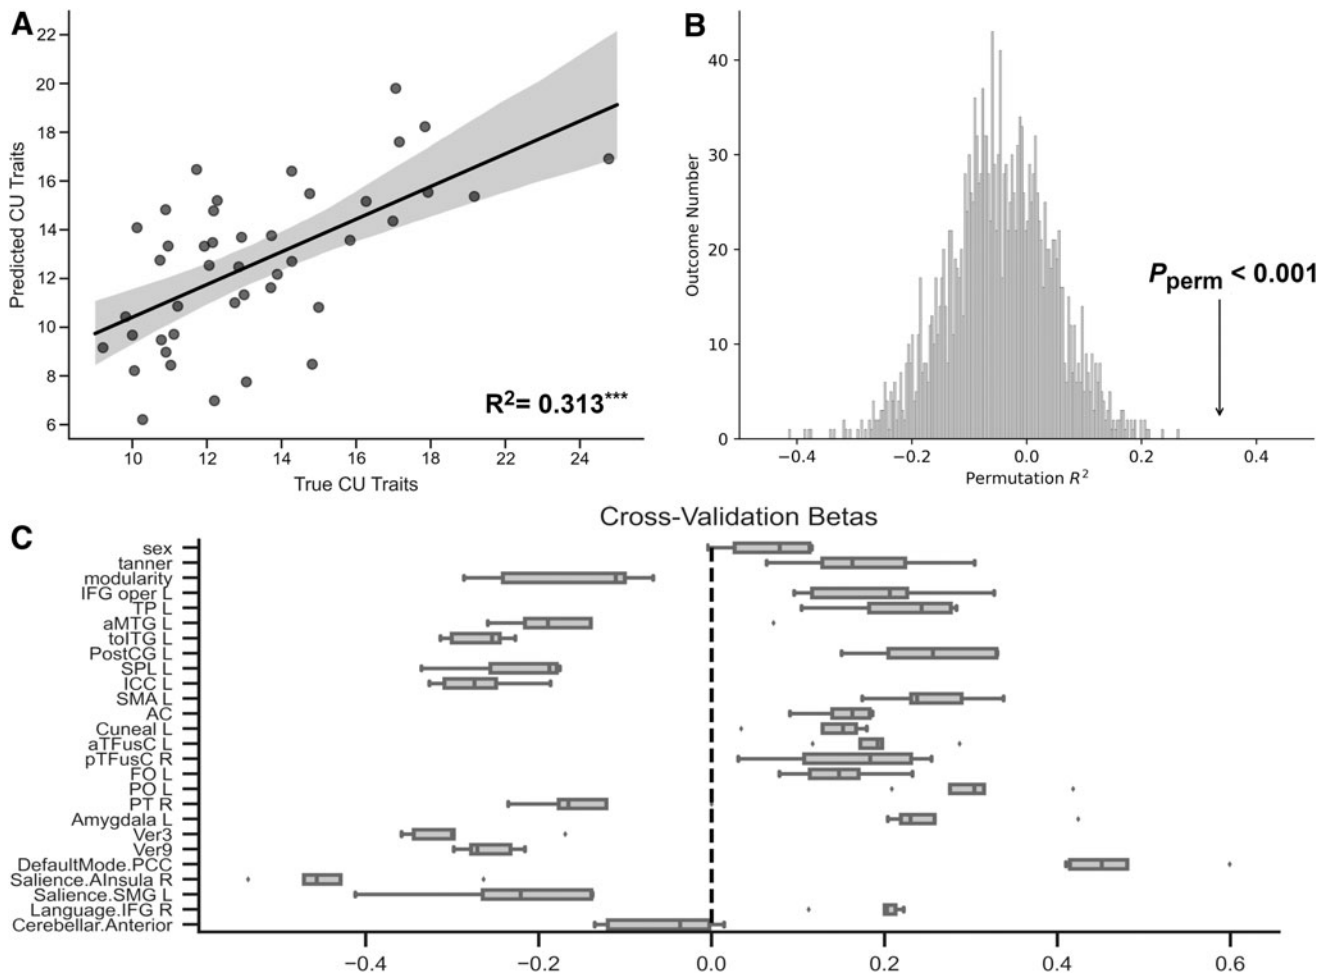 A
22
20
18
16
14
12
10
8
6
Predicted CU Traits
R²= 0.313***
10 12 14 16 18 20 22 24
True CU Traits
B
40
30
20
10
0
Outcome Number
Pperm < 0.001
−0.4 −0.2 0.0 0.2 0.4
Permutation R²
C
Cross-Validation Betas
sex
tanner
modularity
IFG oper L
TP L
aMTG L
toITG L
PostCG L
SPL L
ICC L
SMA L
AC
Cuneal L
aTFusC L
pTFusC R
FO L
PO L
PT R
Amygdala L
Ver3
Ver9
DefaultMode.PCC
Salience.AInsula R
Salience.SMG L
Language.IFG R
Cerebellar.Anterior
−0.4 −0.2 0.0 0.2 0.4 0.6